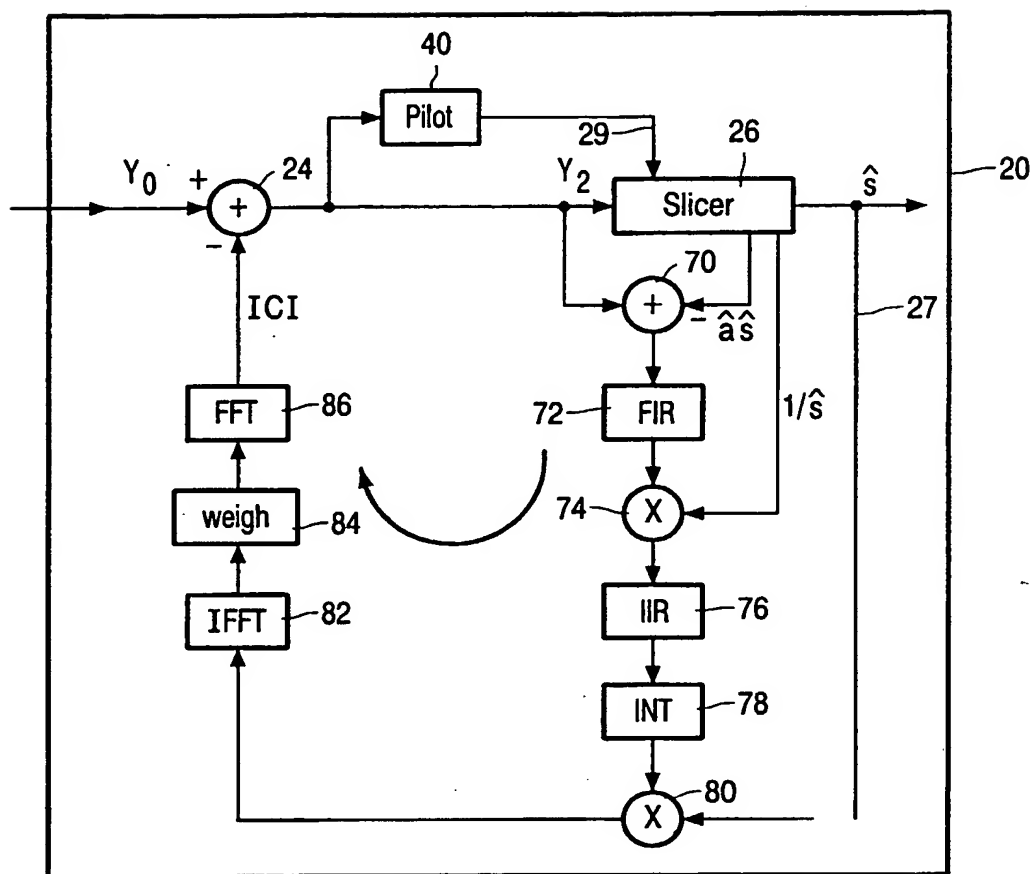 40
Pilot
29
26
Y0 + 24 Y2 Slicer ŝ 20
+
-
70
+ - âŝ 27
ICI
FFT 86 72 FIR 1/ŝ
weigh 84 74 X
IFFT 82 IIR 76
INT 78
80
X